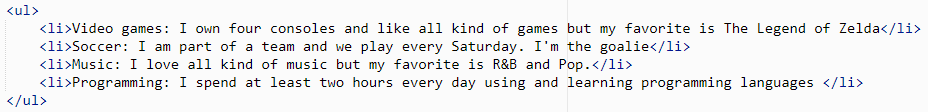 <ul>
<li>Video games: I own four consoles and like all kind of games but my favorite is The Legend of Zelda</li>
<li>Soccer: I am part of a team and we play every Saturday. I'm the goalie</li>
<li>Music: I love all kind of music but my favorite is R&B and Pop.</li>
<li>Programming: I spend at least two hours every day using and learning programming languages </li>
</ul>